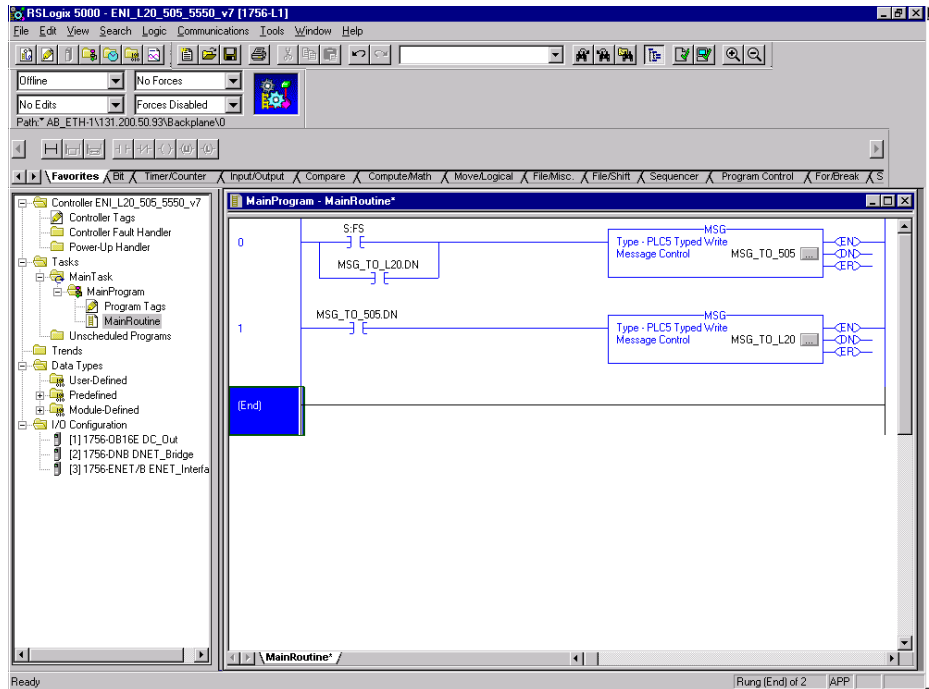 RSLogix 5000 - ENI_L20_505_5550_v7 [1756-L1]
File Edit View Search Logic Communications Tools Window Help
Offline No Forces
No Edits Forces Disabled
Path:* AB_ETH-1\131.200.50.93\Backplane\0
Favorites Bit Timer/Counter Input/Output Compare Compute/Math Move/Logical File/Misc. File/Shift Sequencer Program Control For/Break S
Controller ENI_L20_505_5550_v7
Controller Tags
Controller Fault Handler
Power-Up Handler
Tasks
MainTask
MainProgram
Program Tags
MainRoutine
Unscheduled Programs
Trends
Data Types
User-Defined
Predefined
Module-Defined
I/O Configuration
[1] 1756-OB16E DC_Out
[2] 1756-DNB DNET_Bridge
[3] 1756-ENET/B ENET_Interfa
MainProgram - MainRoutine*
0
S:FS
MSG_TO_L20.DN
MSG
Type - PLC5 Typed Write
Message Control MSG_TO_505 ...
EN
DN
ER
1
MSG_TO_505.DN
MSG
Type - PLC5 Typed Write
Message Control MSG_TO_L20 ...
EN
DN
ER
(End)
MainRoutine*
Ready Rung (End) of 2 APP